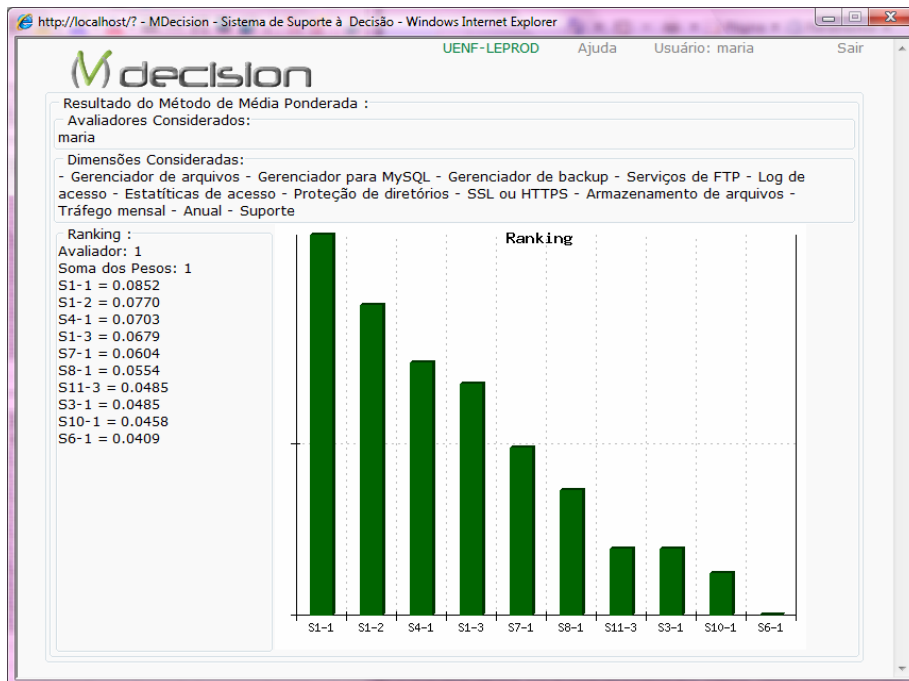 http://localhost/? - MDecision - Sistema de Suporte à Decisão - Windows Internet Explorer
UENF-LEPROD Ajuda Usuário: maria Sair
(M) decision
Resultado do Método de Média Ponderada :
Avaliadores Considerados:
maria
Dimensões Consideradas:
- Gerenciador de arquivos - Gerenciador para MySQL - Gerenciador de backup - Serviços de FTP - Log de
acesso - Estatíticas de acesso - Proteção de diretórios - SSL ou HTTPS - Armazenamento de arquivos -
Tráfego mensal - Anual - Suporte
Ranking :
Avaliador: 1
Soma dos Pesos: 1
S1-1 = 0.0852
S1-2 = 0.0770
S4-1 = 0.0703
S1-3 = 0.0679
S7-1 = 0.0604
S8-1 = 0.0554
S11-3 = 0.0485
S3-1 = 0.0485
S10-1 = 0.0458
S6-1 = 0.0409
Ranking
S1-1 S1-2 S4-1 S1-3 S7-1 S8-1 S11-3 S3-1 S10-1 S6-1